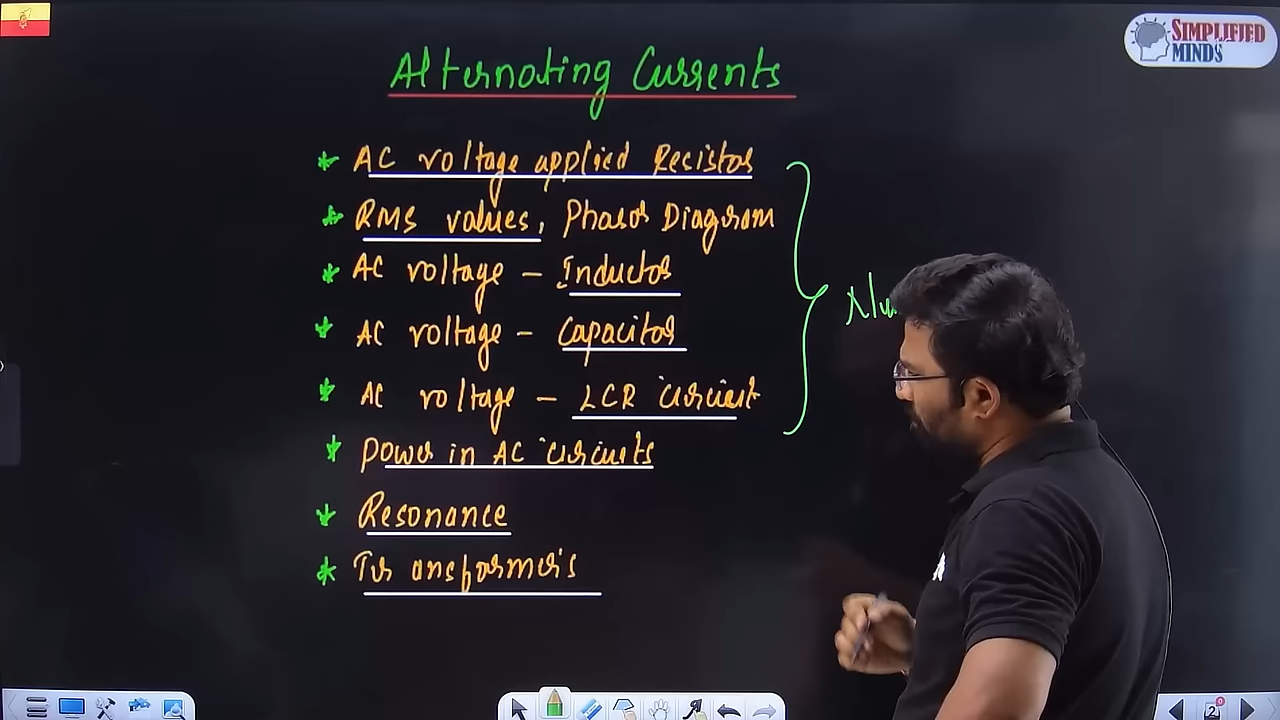 Alternating Currents
SIMPLIFIED
MINDS
* AC voltage applied Resistor
* RMS values, Phasor Diagram
* AC voltage - Inductor
* AC voltage - Capacitor
* AC voltage - LCR circuit
* Power in AC circuits
* Resonance
* Transformer's
2